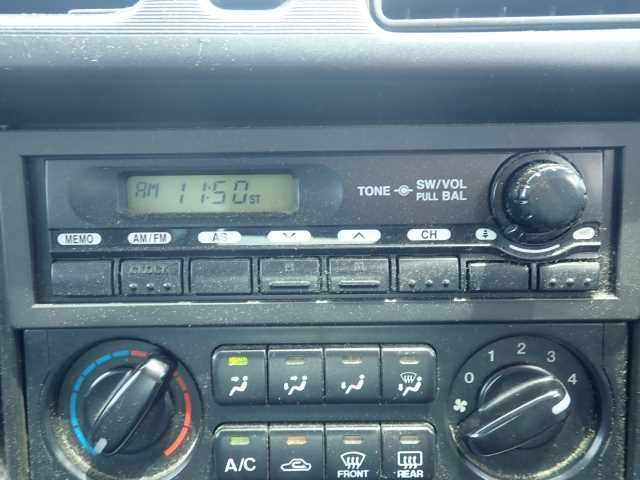 TONE SW/VOL
PULL BAL
AM 11:50 ST
MEMO AM/FM AS CH
CLOCK H M
0 1 2 3 4
A/C FRONT REAR